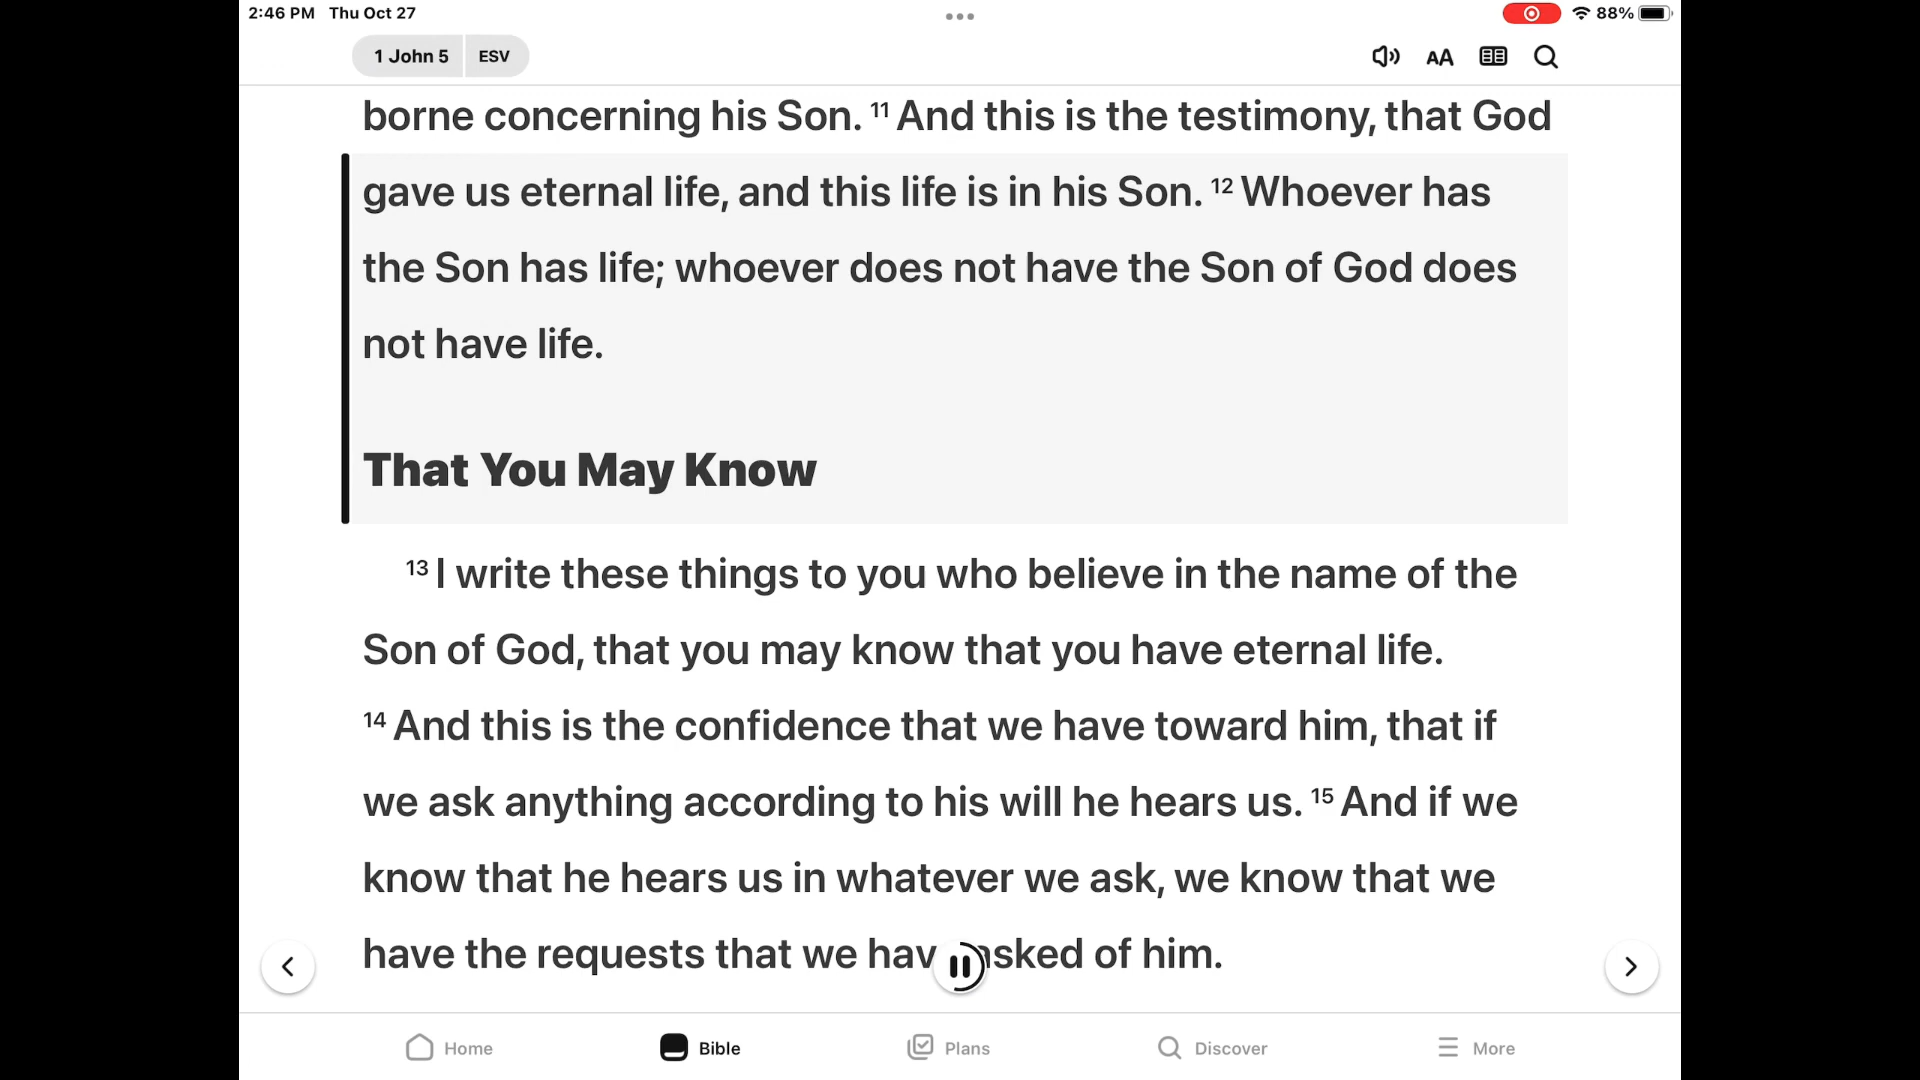 2:46 PM Thu Oct 27
88%
1 John 5 ESV
AA
borne concerning his Son. 11 And this is the testimony, that God
gave us eternal life, and this life is in his Son. 12 Whoever has
the Son has life; whoever does not have the Son of God does
not have life.
That You May Know
13 I write these things to you who believe in the name of the
Son of God, that you may know that you have eternal life.
14 And this is the confidence that we have toward him, that if
we ask anything according to his will he hears us. 15 And if we
know that he hears us in whatever we ask, we know that we
have the requests that we hav asked of him.
Home Bible Plans Discover More